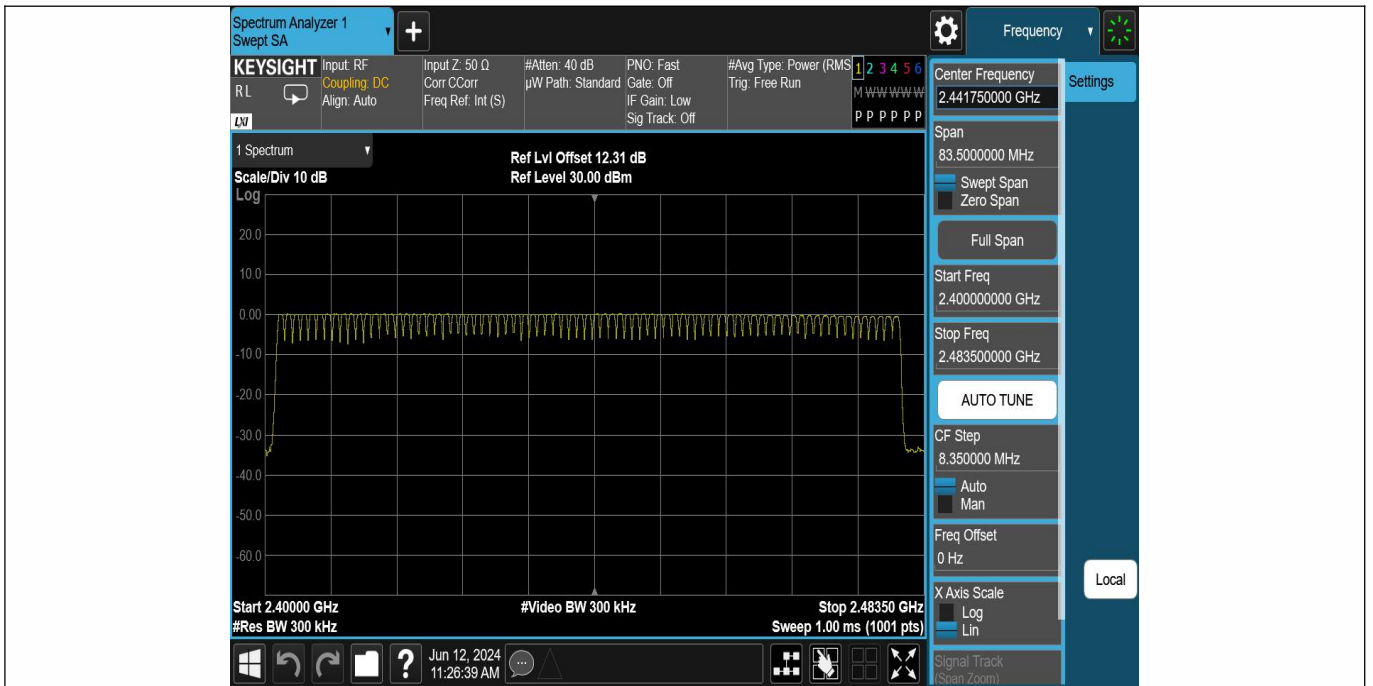 Spectrum Analyzer 1
Swept SA
+
Frequency
KEYSIGHT
RL
LXI
Input: RF
Coupling: DC
Align: Auto
Input Z: 50 Ω
Corr CCorr
Freq Ref: Int (S)
#Atten: 40 dB
µW Path: Standard
PNO: Fast
Gate: Off
IF Gain: Low
Sig Track: Off
#Avg Type: Power (RMS
Trig: Free Run
1 2 3 4 5 6
M W W W W W
P P P P P P
1 Spectrum
Scale/Div 10 dB
Ref Lvl Offset 12.31 dB
Ref Level 30.00 dBm
Log
20.0
10.0
0.00
-10.0
-20.0
-30.0
-40.0
-50.0
-60.0
Start 2.40000 GHz
#Res BW 300 kHz
#Video BW 300 kHz
Stop 2.48350 GHz
Sweep 1.00 ms (1001 pts)
Center Frequency
2.441750000 GHz
Settings
Span
83.5000000 MHz
Swept Span
Zero Span
Full Span
Start Freq
2.400000000 GHz
Stop Freq
2.483500000 GHz
AUTO TUNE
CF Step
8.350000 MHz
Auto
Man
Freq Offset
0 Hz
X Axis Scale
Log
Lin
Signal Track
(Span Zoom)
Local
?
Jun 12, 2024
11:26:39 AM